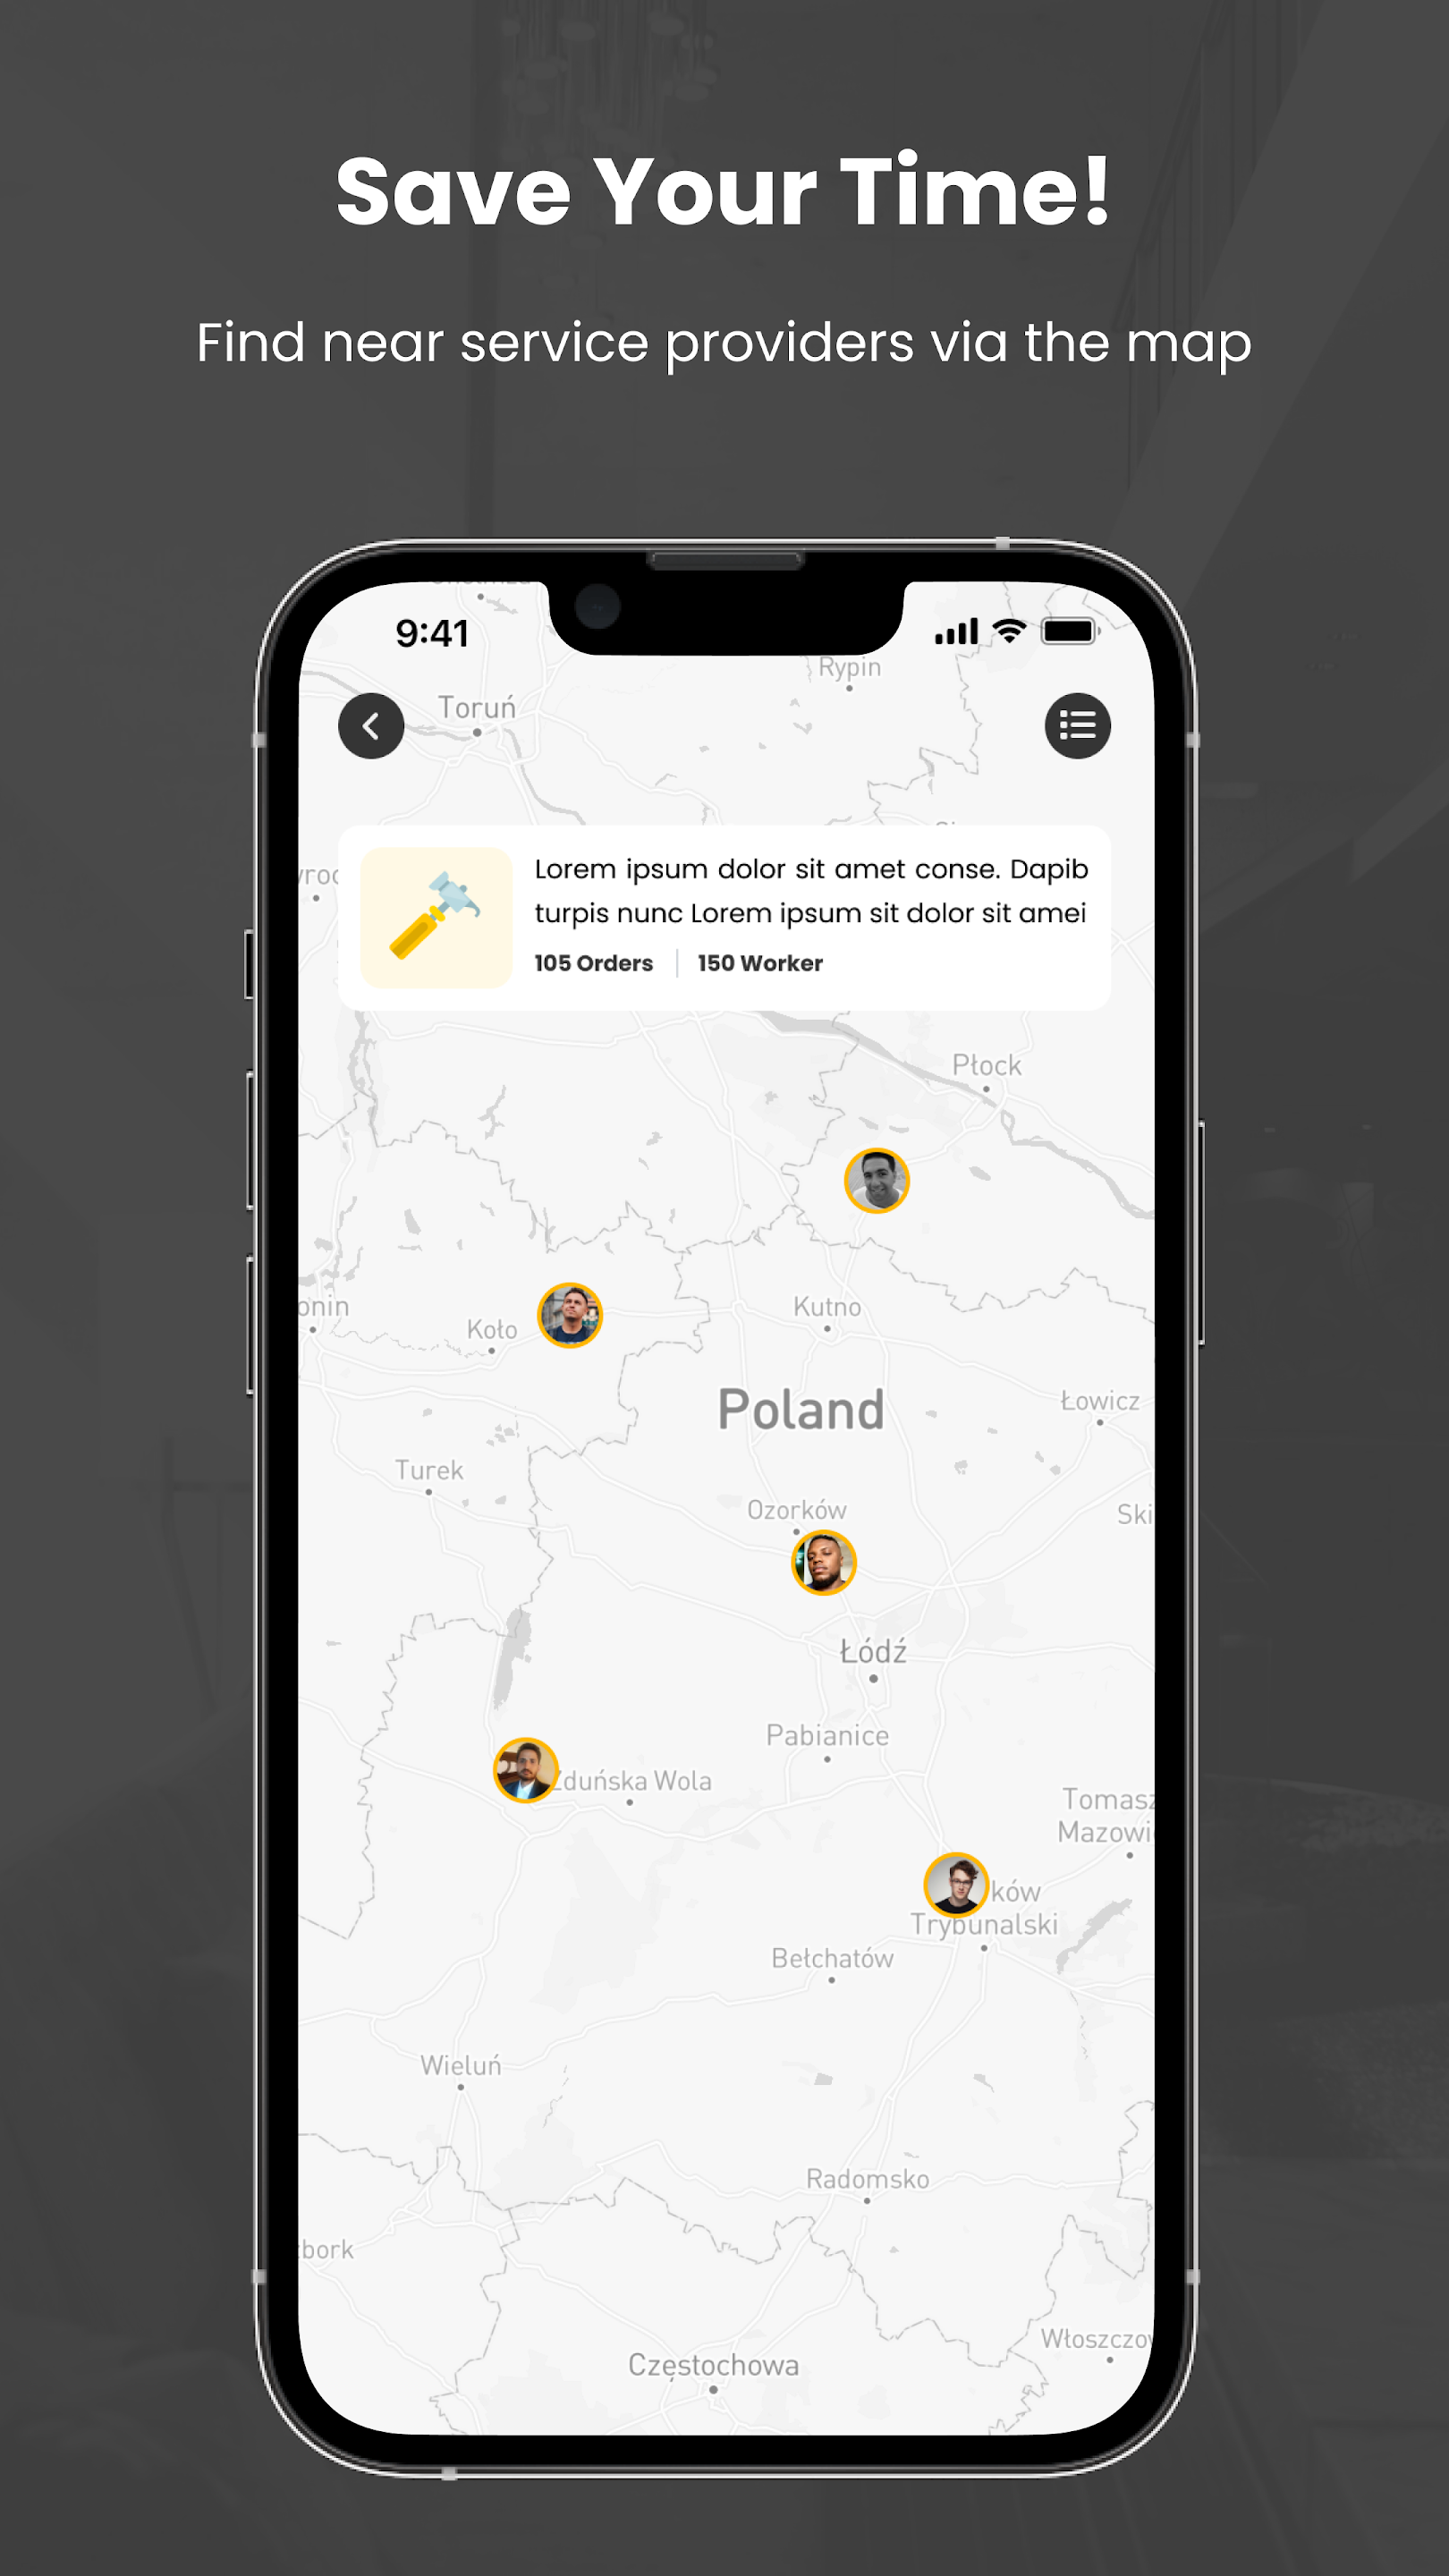 Save Your Time!
Find near service providers via the map
9:41
Rypin
Toruń
Lorem ipsum dolor sit amet conse. Dapib
turpis nunc Lorem ipsum sit dolor sit amei
105 Orders
150 Worker
Płock
onin
Kutno
Koło
Poland
Łowicz
Turek
Ozorków
Ski
Łódź
Pabianice
Zduńska Wola
Tomasz
Mazowi
ków
Trybunalski
Bełchatów
Wieluń
Radomsko
bork
Włoszczo
Częstochowa